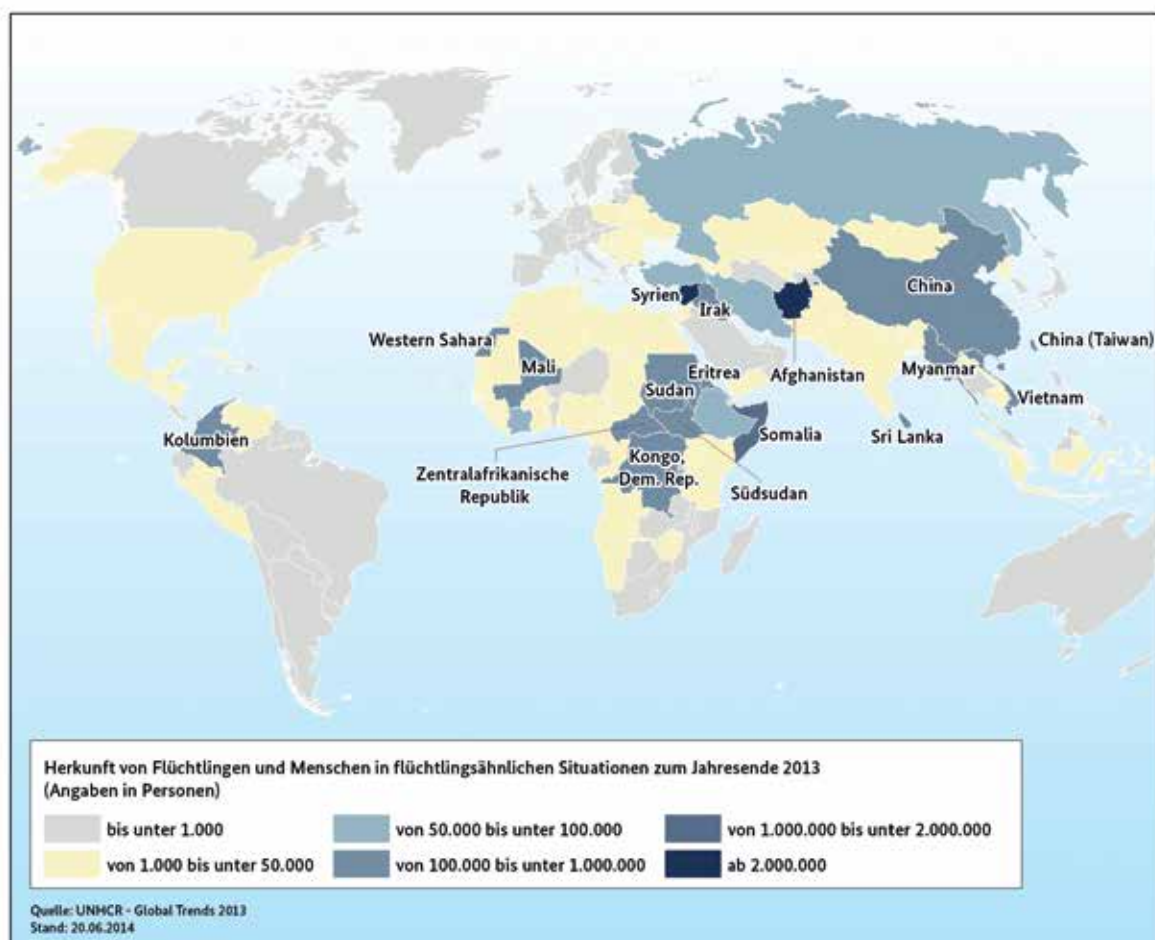 Syrien
Irak
China
Western Sahara
China (Taiwan)
Mali
Eritrea
Afghanistan
Myanmar
Sudan
Vietnam
Kolumbien
Somalia
Sri Lanka
Zentralafrikanische
Republik
Kongo,
Dem. Rep.
Südsudan
Herkunft von Flüchtlingen und Menschen in flüchtlingsähnlichen Situationen zum Jahresende 2013
(Angaben in Personen)
bis unter 1.000
von 50.000 bis unter 100.000
von 1.000.000 bis unter 2.000.000
von 1.000 bis unter 50.000
von 100.000 bis unter 1.000.000
ab 2.000.000
Quelle: UNHCR - Global Trends 2013
Stand: 20.06.2014